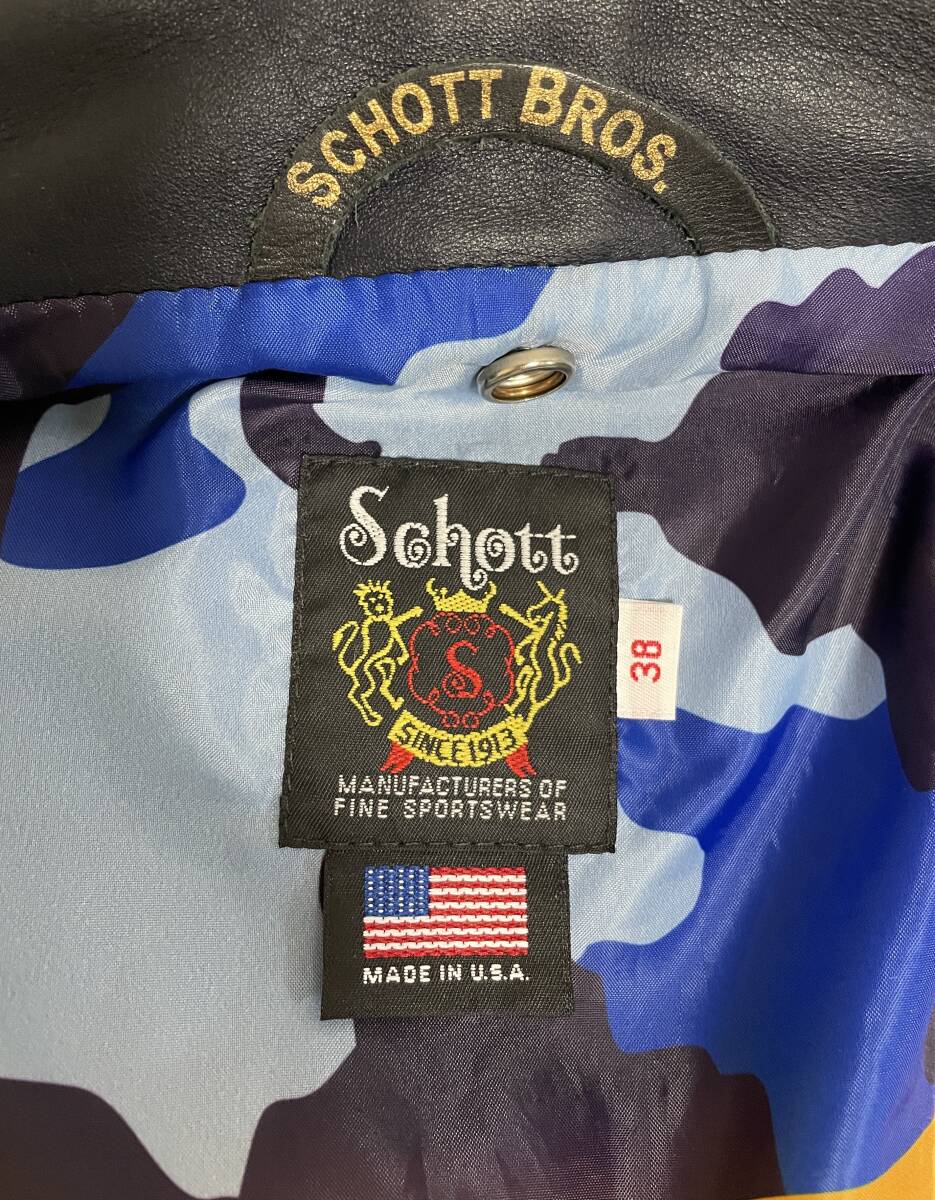 SCHOTT BROS.
Schott
S
SINCE 1913
MANUFACTURERS OF
FINE SPORTSWEAR
38
MADE IN U.S.A.